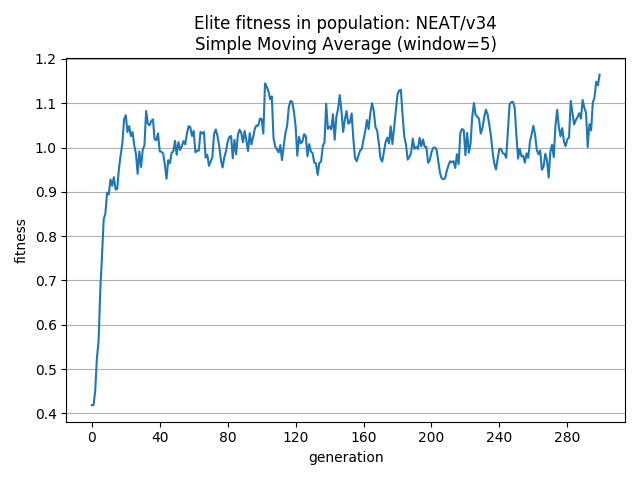 Elite fitness in population: NEAT/v34
Simple Moving Average (window=5)
1.2
1.1
1.0
0.9
0.8
0.7
0.6
0.5
0.4
fitness
0 40 80 120 160 200 240 280
generation